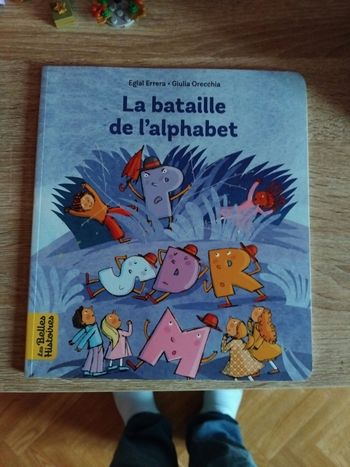 Eglal Errera • Giulia Orecchia
La bataille
de l'alphabet
P
S D R
M
Les Belles
Histoires